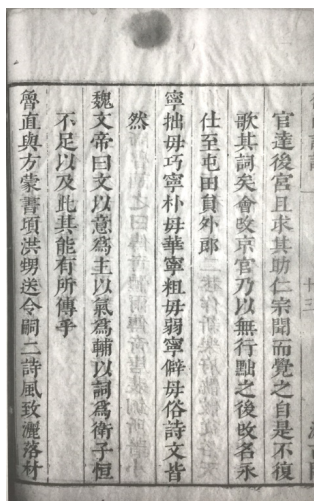 官達後宮且求其助仁宗聞而覺之自是不復
歌其詞矣會改京官乃以無行黜之後改名永
仕至屯田員外郎
寧拙毋巧寧朴毋華寧粗毋弱寧僻毋俗詩文皆
然
魏文帝曰文以意為主以氣為輔以詞為衛子恒
不足以及此其能有所傳乎
魯直與方蒙書項洪甥送令嗣二詩風致灑落材